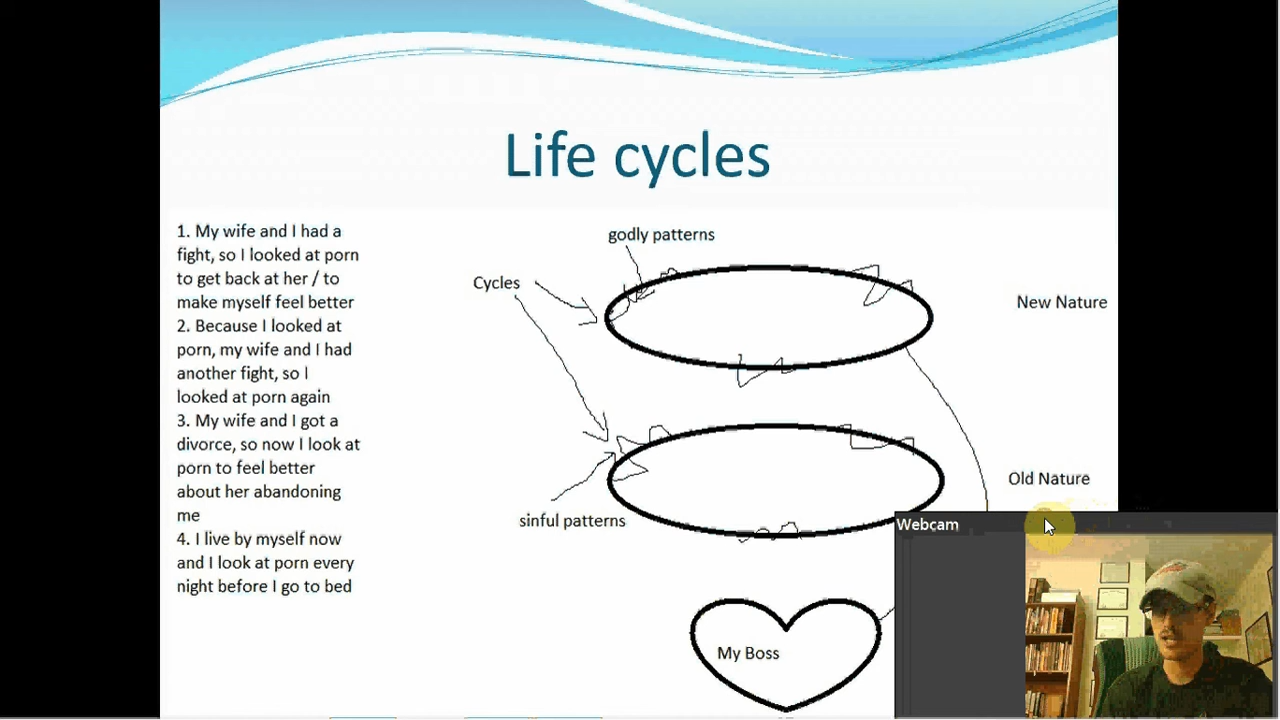 Life cycles
1. My wife and I had a
fight, so I looked at porn
to get back at her / to
make myself feel better
2. Because I looked at
porn, my wife and I had
another fight, so I
looked at porn again
3. My wife and I got a
divorce, so now I look at
porn to feel better
about her abandoning
me
4. I live by myself now
and I look at porn every
night before I go to bed
godly patterns
Cycles
New Nature
Old Nature
sinful patterns
Webcam
My Boss